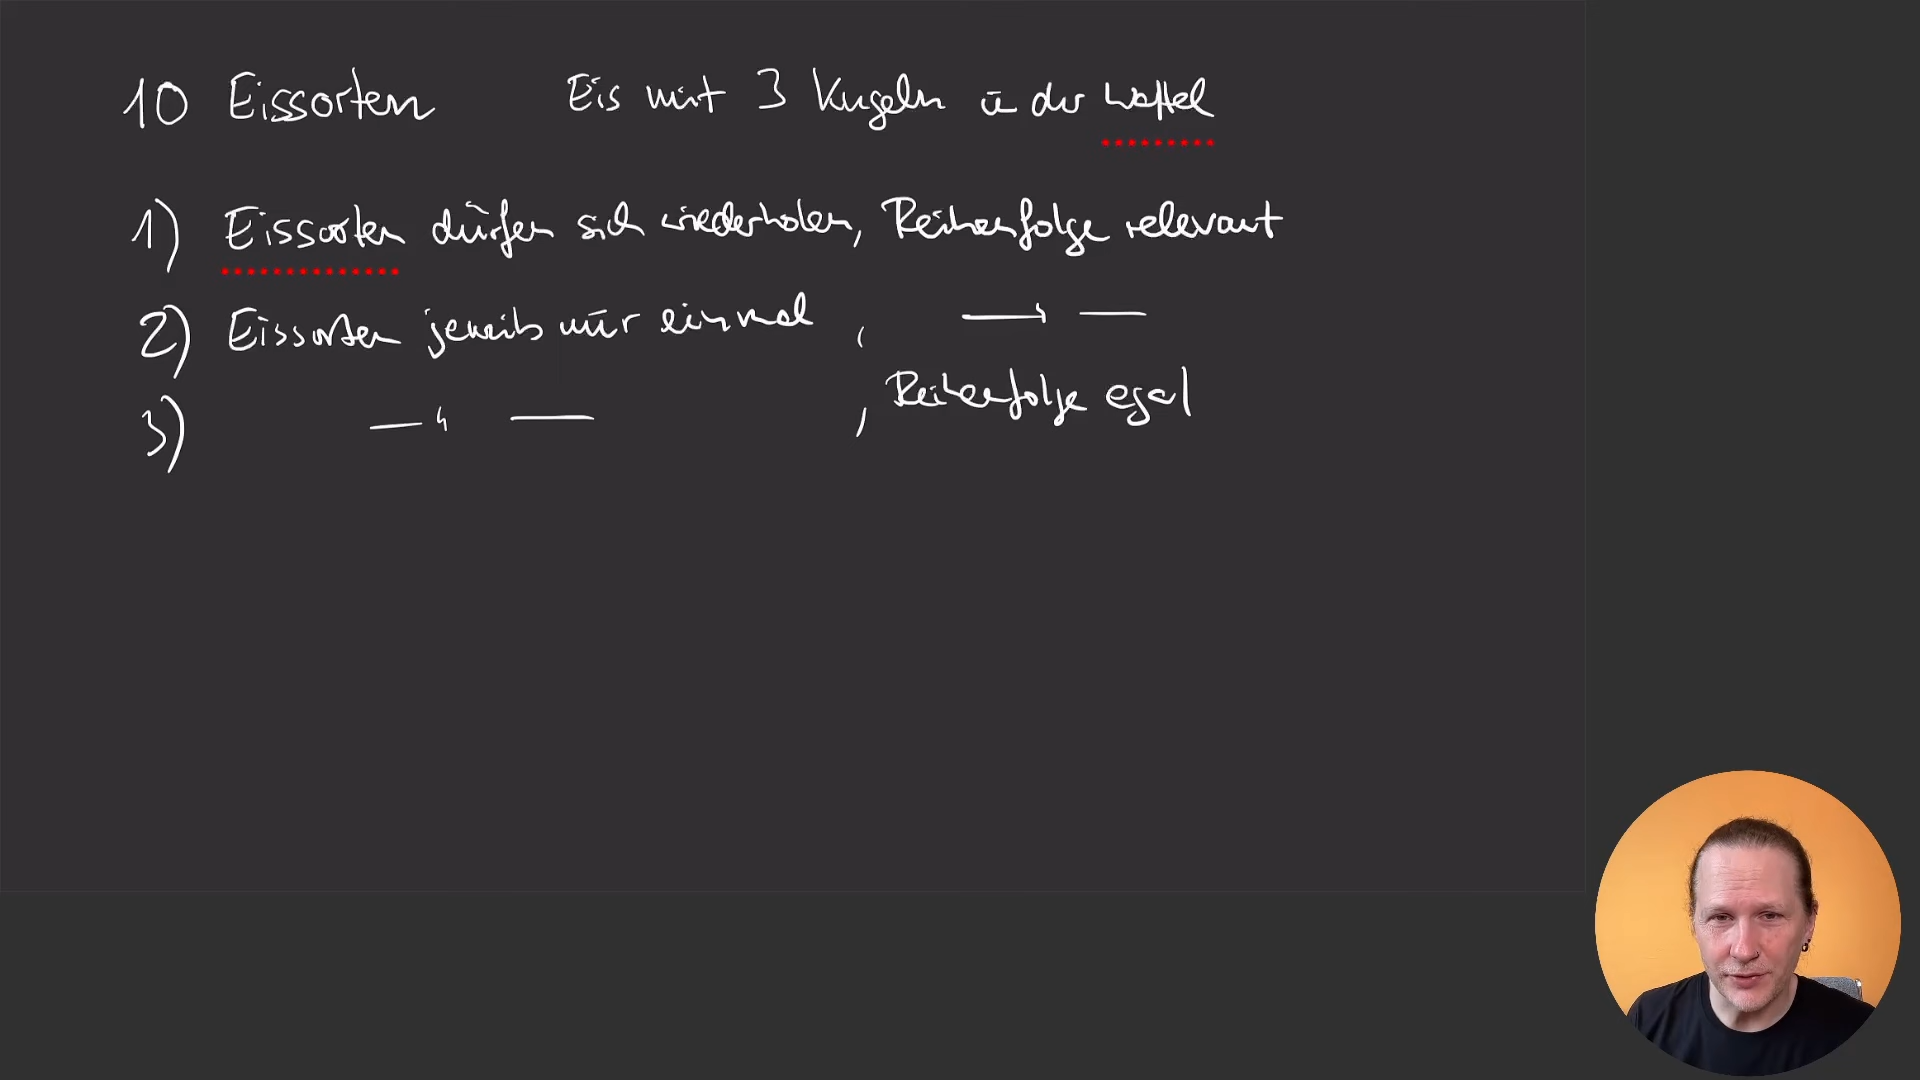 10 Eissorten Eis mit 3 Kugeln in der Waffel
1) Eissorten dürfen sich wiederholen, Reihenfolge relevant
2) Eissorten jeweils nur einmal, — " —
3) — " — , Reihenfolge egal